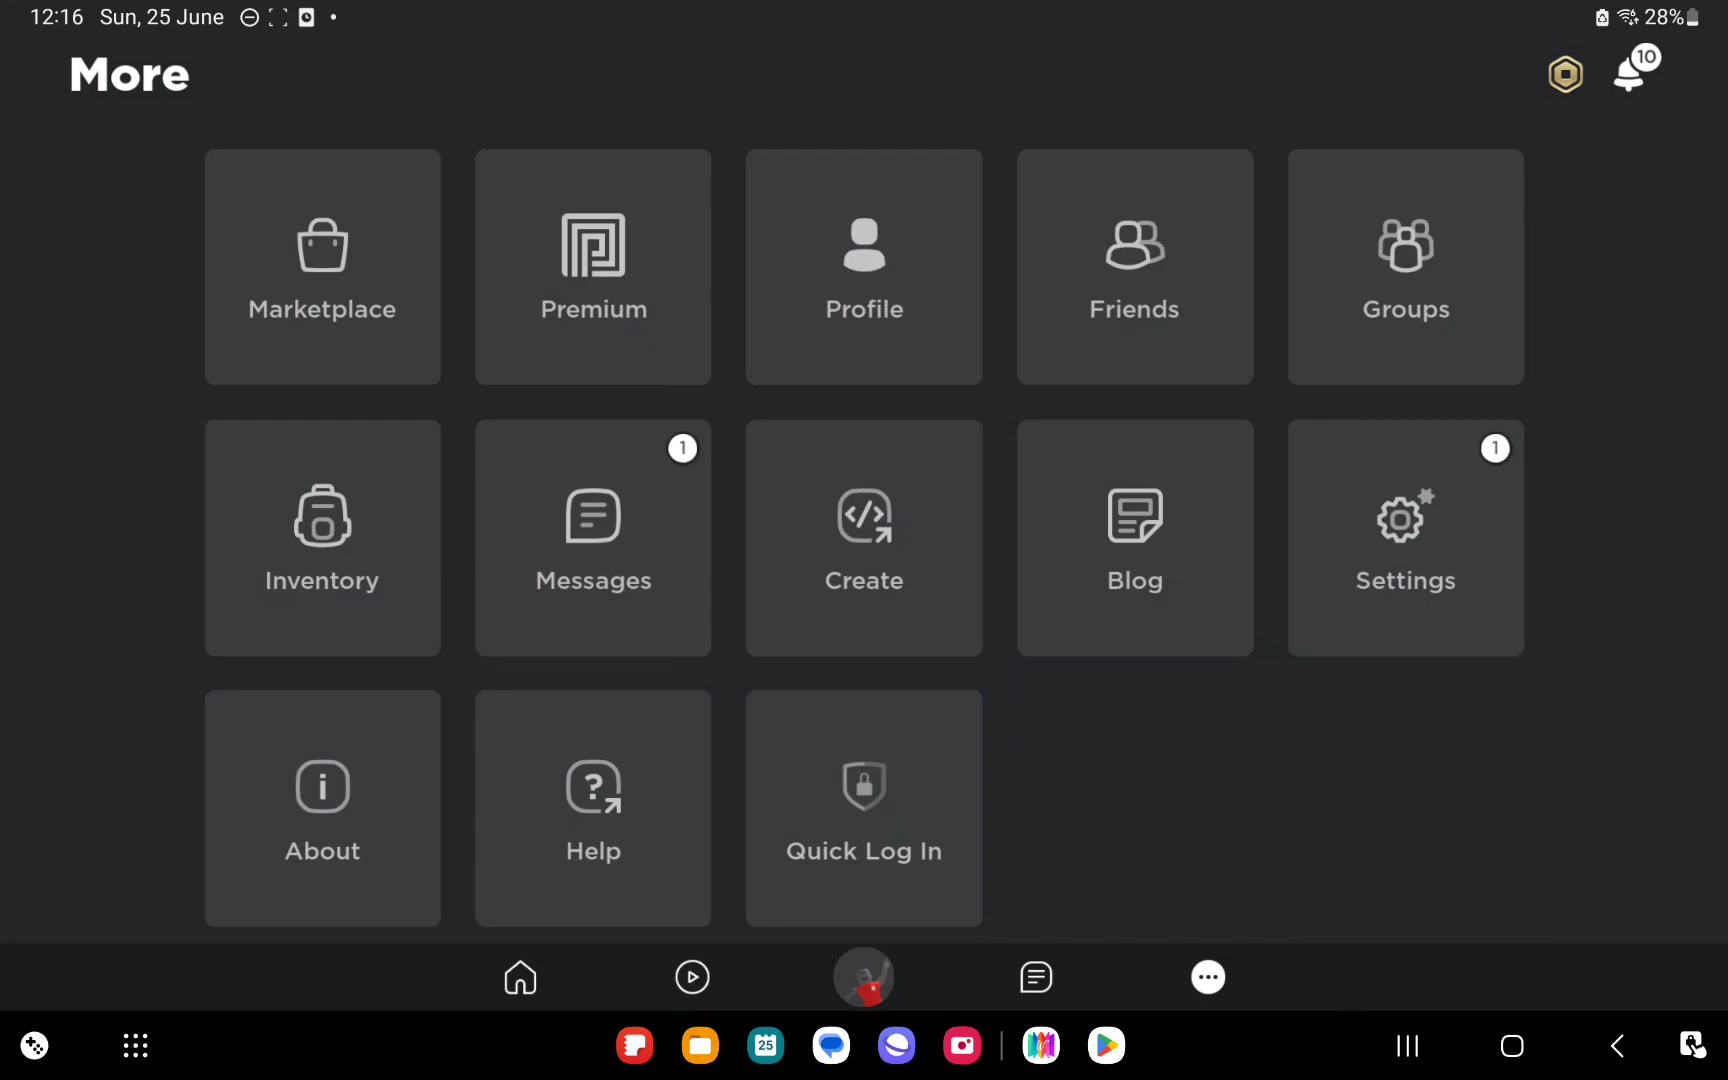 12:16 Sun, 25 June 28%
More 10
Marketplace Premium Profile Friends Groups
1 1
Inventory Messages Create Blog Settings
About Help Quick Log In
25